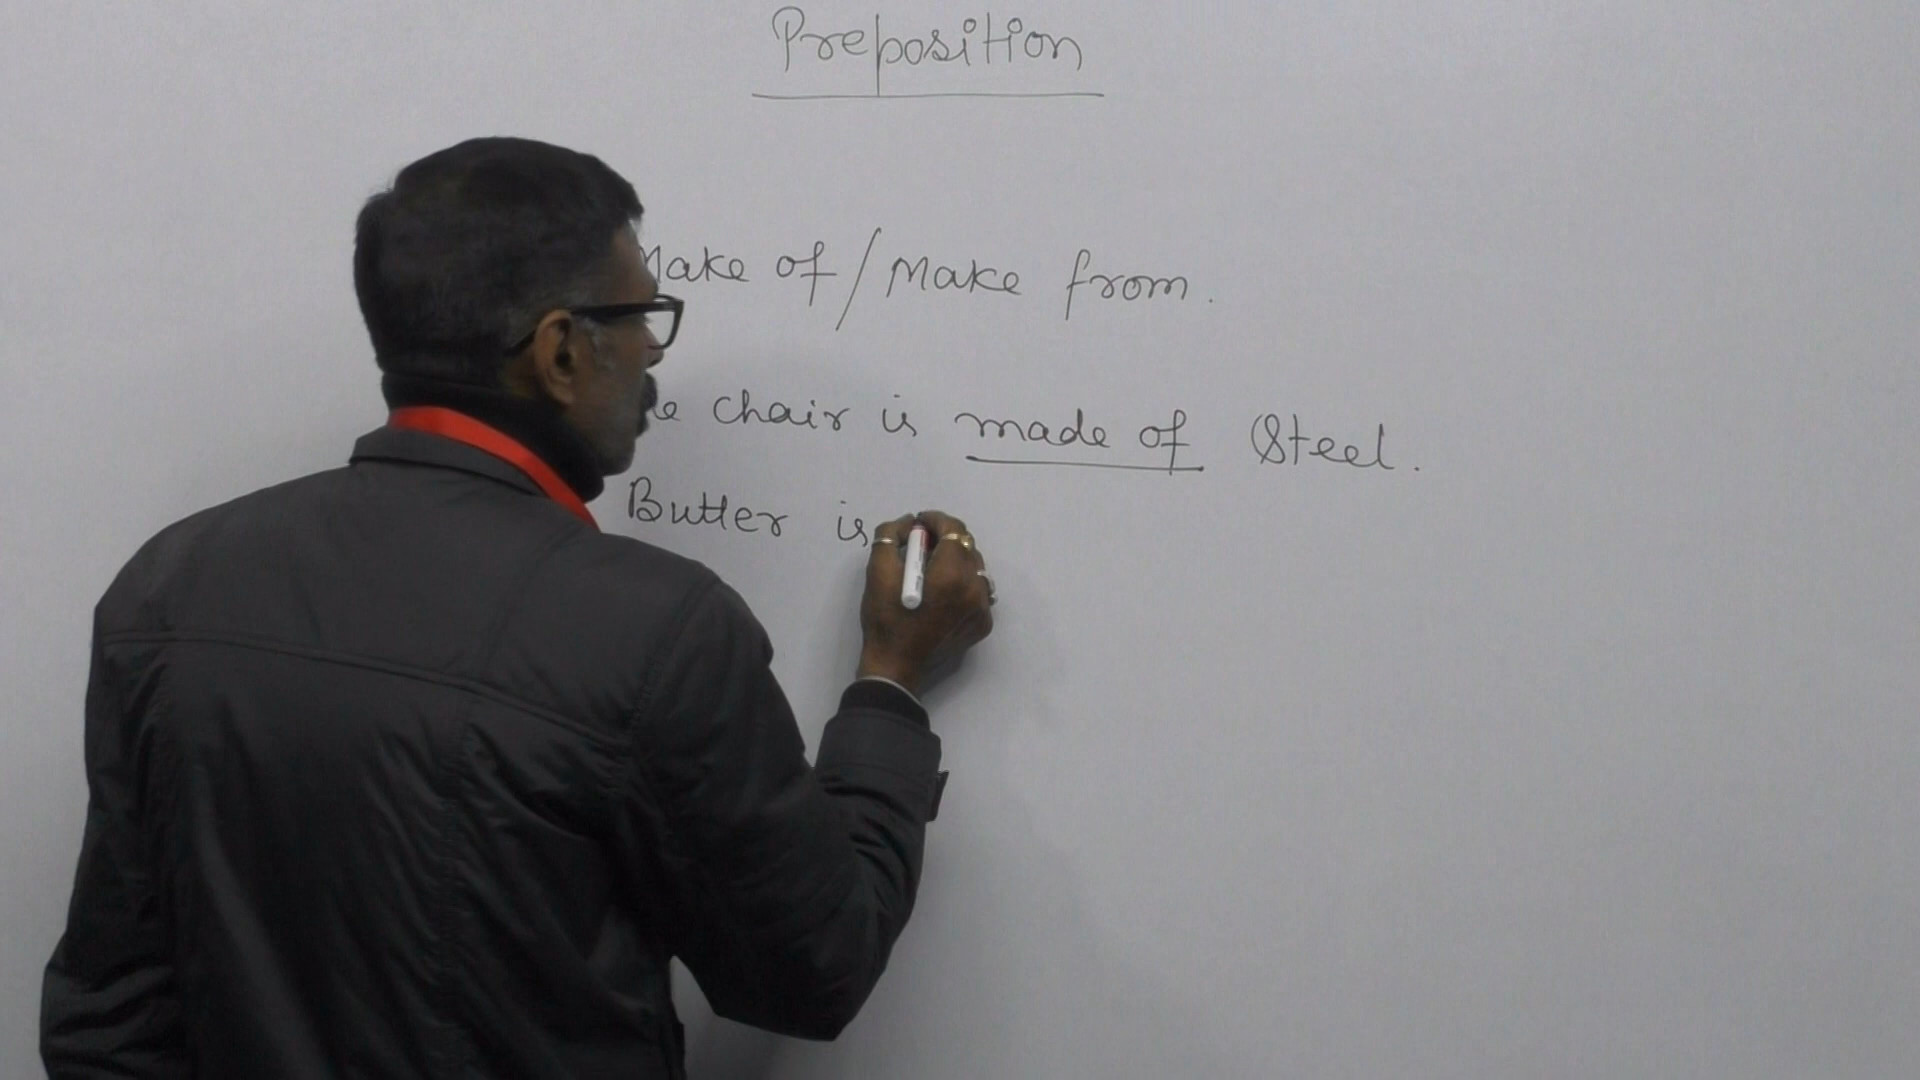 Preposition
Make of / Make from.
chair is made of Steel.
Butter is